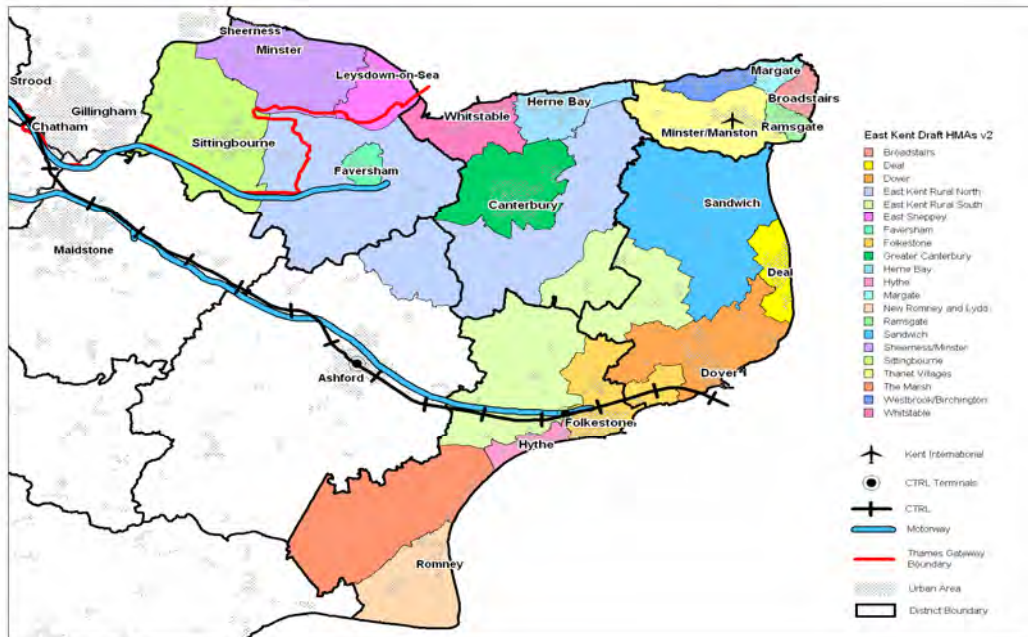 Sheerness
Minster
Leysdown-on-Sea
Strood
Gillingham
Chatham
Sittingbourne
Faversham
Whitstable
Herne Bay
Canterbury
Margate
Broadstairs
Ramsgate
Minster/Manston
Sandwich
Deal
Maidstone
Ashford
Dover
Folkestone
Hythe
Romney
East Kent Draft HMAs v2
Broadstairs
Deal
Dover
East Kent Rural North
East Kent Rural South
East Sheppey
Faversham
Folkestone
Greater Canterbury
Herne Bay
Hythe
Margate
New Romney and Lydd
Ramsgate
Sandwich
Sheerness/Minster
Sittingbourne
Thanet Villages
The Marsh
Westbrook/Birchington
Whitstable
Kent International
CTRL Terminals
CTRL
Motorway
Thames Gateway
Boundary
Urban Area
District Boundary